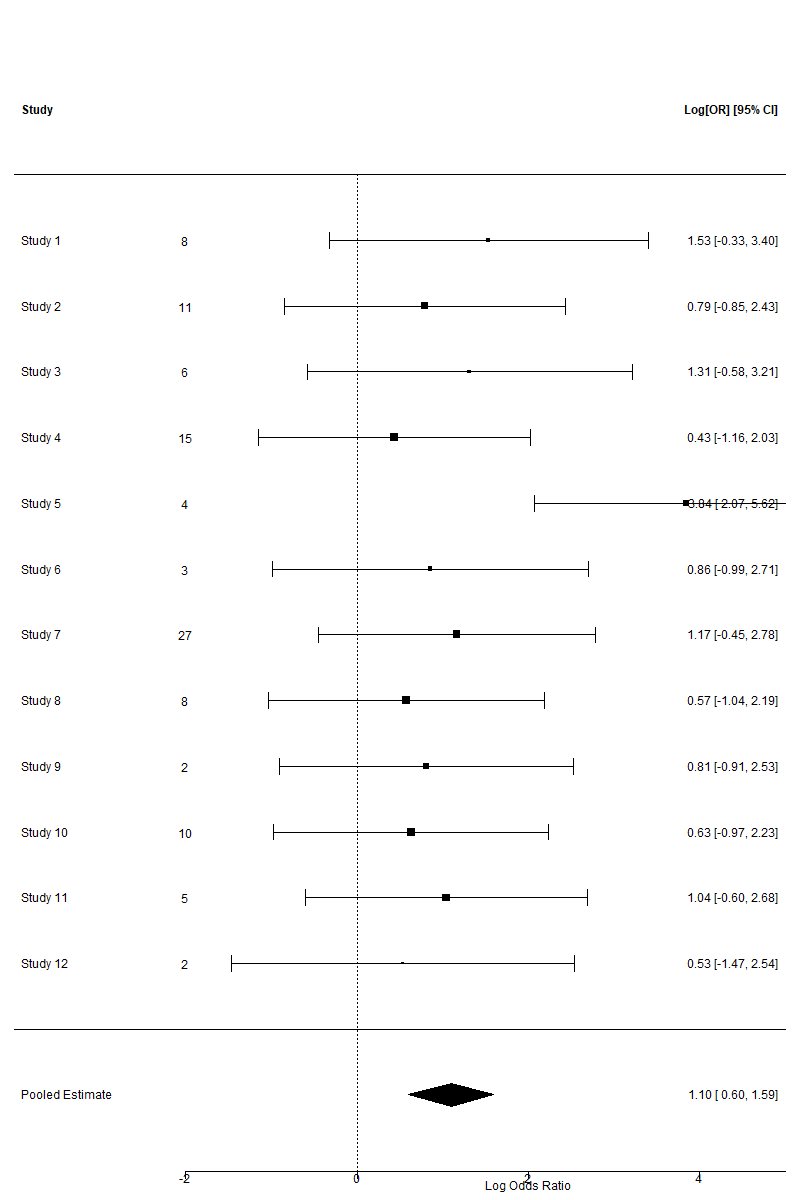 Study Log[OR] [95% CI]
Study 1 8 1.53 [-0.33, 3.40]
Study 2 11 0.79 [-0.85, 2.43]
Study 3 6 1.31 [-0.58, 3.21]
Study 4 15 0.43 [-1.16, 2.03]
Study 5 4 3.84 [ 2.07, 5.62]
Study 6 3 0.86 [-0.99, 2.71]
Study 7 27 1.17 [-0.45, 2.78]
Study 8 8 0.57 [-1.04, 2.19]
Study 9 2 0.81 [-0.91, 2.53]
Study 10 10 0.63 [-0.97, 2.23]
Study 11 5 1.04 [-0.60, 2.68]
Study 12 2 0.53 [-1.47, 2.54]
Pooled Estimate 1.10 [ 0.60, 1.59]
-2 0 2 4
Log Odds Ratio